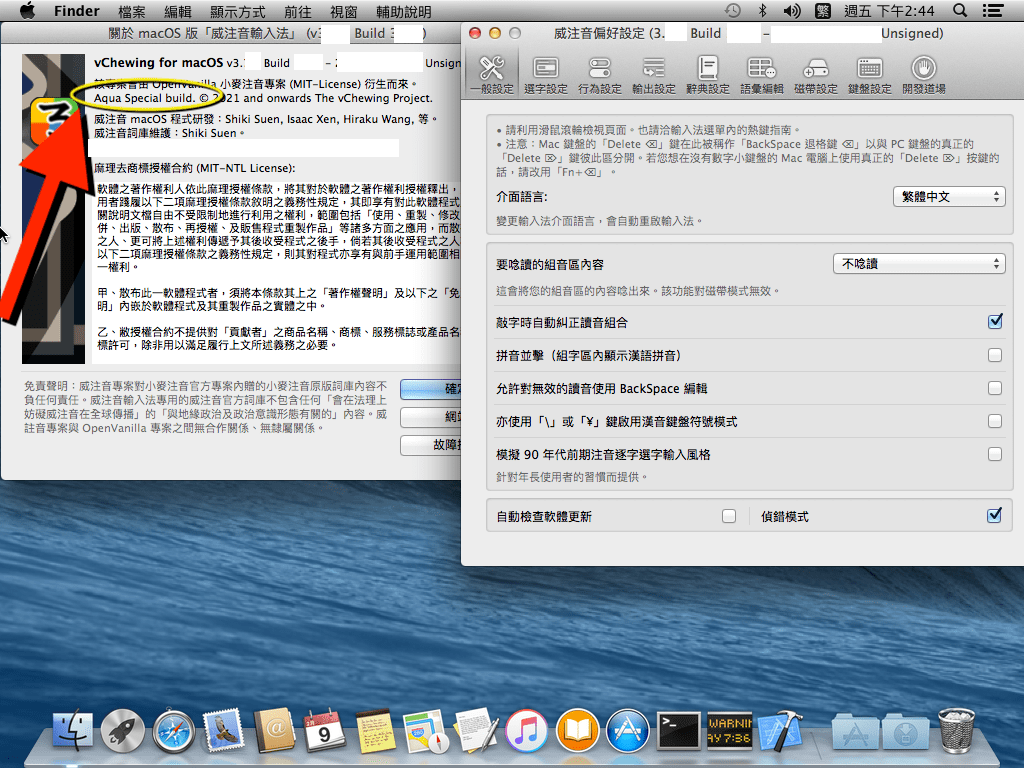 Finder 檔案 編輯 顯示方式 前往 視窗 輔助說明 繁 週五 下午2:44
關於 macOS 版「威注音輸入法」 (v3. Build 3 )
vChewing for macOS v3. Build – Unsign
該專案曾由 OpenVanilla 小麥注音專案 (MIT-License) 衍生而來。
Aqua Special build. © 2021 and onwards The vChewing Project.
威注音 macOS 程式研發：Shiki Suen, Isaac Xen, Hiraku Wang, 等。
威注音詞庫維護：Shiki Suen。
麻理去商標授權合約 (MIT-NTL License):
軟體之著作權利人依此麻理授權條款，將其對於軟體之著作權利授權釋出，
用者踐履以下二項麻理授權條款敘明之義務性規定，其即享有對此軟體程式
關說明文檔自由不受限制地進行利用之權利，範圍包括「使用、重製、修改
併、出版、散布、再授權、及販售程式重製作品」等諸多方面之應用，而散
之人、更可將上述權利傳遞予其後收受程式之後手，倘若其後收受程式之人
以下二項麻理授權條款之義務性規定，則其對程式亦享有與前手運用範圍相
一權利。
甲、散布此一軟體程式者，須將本條款其上之「著作權聲明」及以下之「免
明」內嵌於軟體程式及其重製作品之實體之中。
乙、敝授權合約不提供對「貢獻者」之商品名稱、商標、服務標誌或產品名
標許可，除非用以滿足履行上文所述義務之必要。
免責聲明：威注音專案對小麥注音官方專案內贈的小麥注音原版詞庫內容不
負任何責任。威注音輸入法專用的威注音官方詞庫不包含任何「會在法理上
妨礙威注音在全球傳播」的「與地緣政治及政治意識形態有關的」內容。威
註音專案與 OpenVanilla 專案之間無合作關係、無隸屬關係。
確定
網
故障
威注音偏好設定 (3. Build – Unsigned)
一般設定 選字設定 行為設定 輸出設定 辭典設定 語彙編輯 磁帶設定 鍵盤設定 開發道場
• 請利用滑鼠滾輪檢視頁面。也請洽輸入法選單內的熱鍵指南。
• 注意：Mac 鍵盤的「Delete ⌫」鍵在此被稱作「BackSpace 退格鍵 ⌫」以與 PC 鍵盤的真正的
「Delete ⌦」鍵彼此區分開。若您想在沒有數字小鍵盤的 Mac 電腦上使用真正的「Delete ⌦」按鍵的
話，請改用「Fn+⌫」。
介面語言: 繁體中文
變更輸入法介面語言，會自動重啟輸入法。
要唸讀的組音區內容 不唸讀
這會將您的組音區的內容唸出來。該功能對磁帶模式無效。
敲字時自動糾正讀音組合
拼音並擊（組字區內顯示漢語拼音）
允許對無效的讀音使用 BackSpace 編輯
亦使用「\」或「¥」鍵啟用漢音鍵盤符號模式
模擬 90 年代前期注音逐字選字輸入風格
針對年長使用者的習慣而提供。
自動檢查軟體更新 偵錯模式
9
WARNIN
AY 7:36